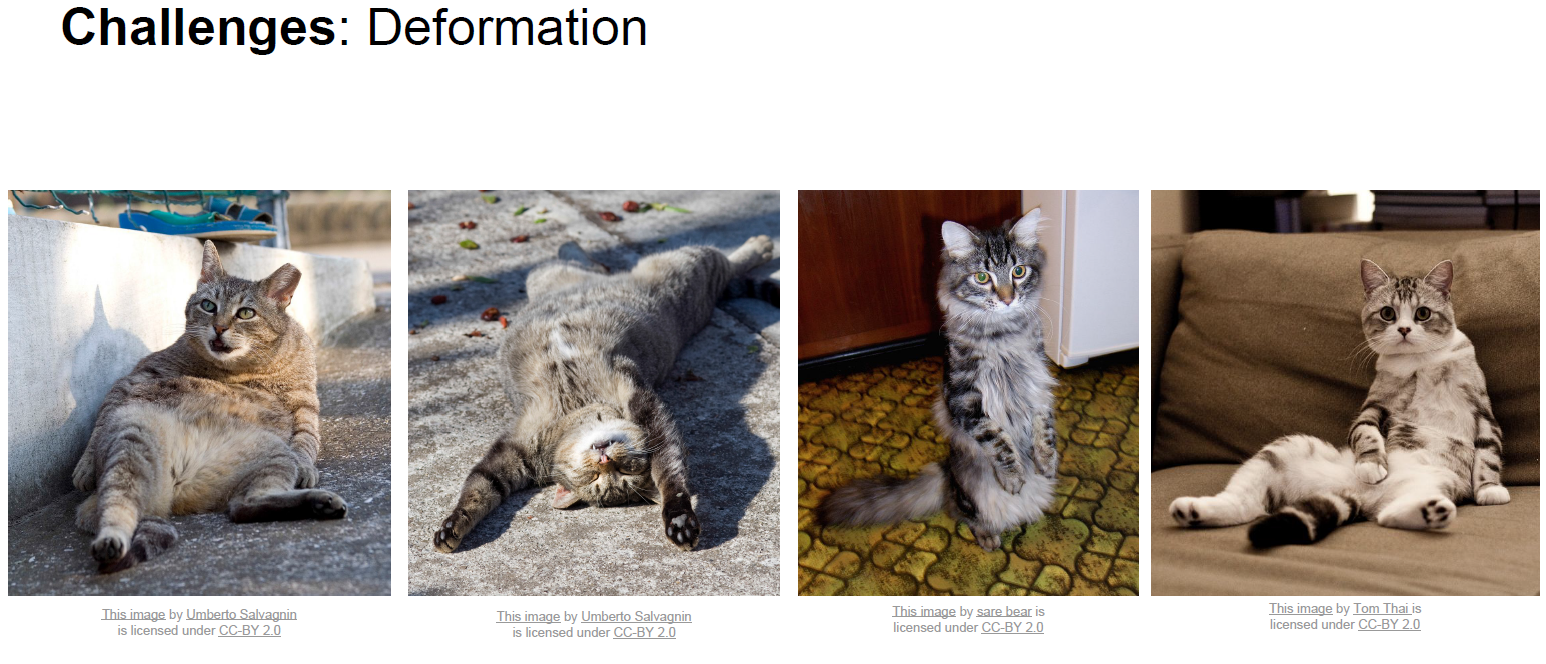 Challenges: Deformation
This image by Umberto Salvagnin
is licensed under CC-BY 2.0
This image by Umberto Salvagnin
is licensed under CC-BY 2.0
This image by sare bear is
licensed under CC-BY 2.0
This image by Tom Thai is
licensed under CC-BY 2.0